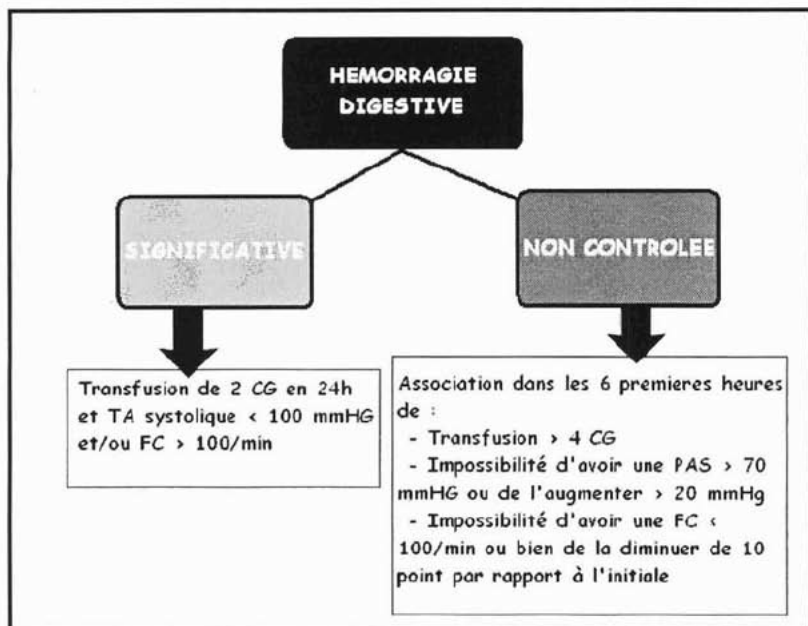 HEMORRAGIE
DIGESTIVE
SIGNIFICATIVE
NON CONTROLEE
Transfusion de 2 CG en 24h
et TA systolique < 100 mmHG
et/ou FC > 100/min
Association dans les 6 premieres heures
de :
- Transfusion > 4 CG
- Impossibilité d'avoir une PAS > 70
mmHG ou de l'augmenter > 20 mmHg
- Impossibilité d'avoir une FC <
100/min ou bien de la diminuer de 10
point par rapport à l'initiale